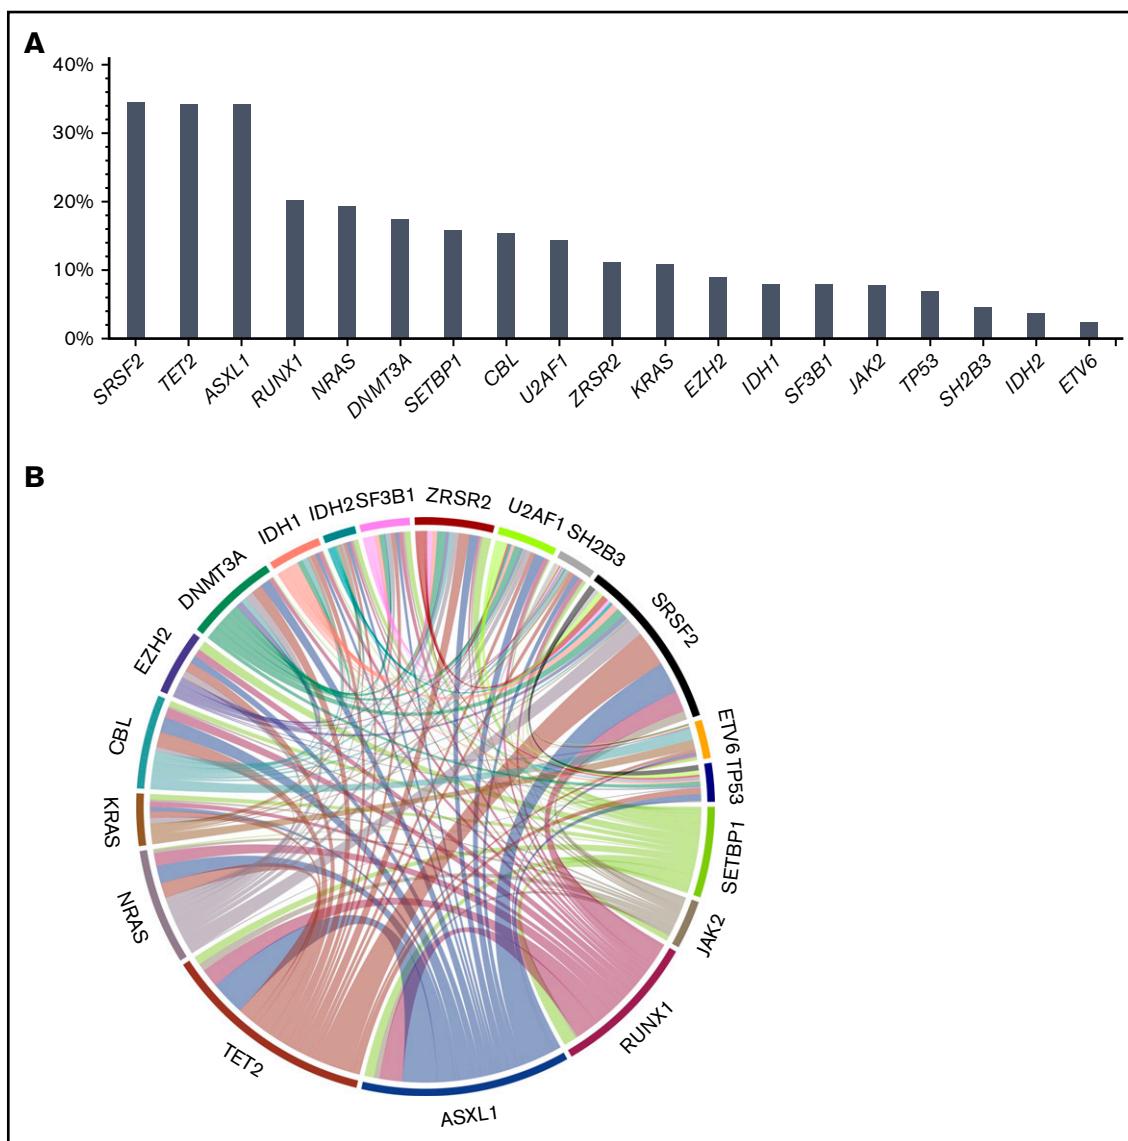 A
40%
30%
20%
10%
0%
SRSF2
TET2
ASXL1
RUNX1
NRAS
DNMT3A
SETBP1
CBL
U2AF1
ZRSR2
KRAS
EZH2
IDH1
SF3B1
JAK2
TP53
SH2B3
IDH2
ETV6
B
IDH1
IDH2
SF3B1
ZRSR2
U2AF1
SH2B3
SRSF2
ETV6
TP53
SETBP1
JAK2
RUNX1
ASXL1
TET2
NRAS
KRAS
CBL
EZH2
DNMT3A